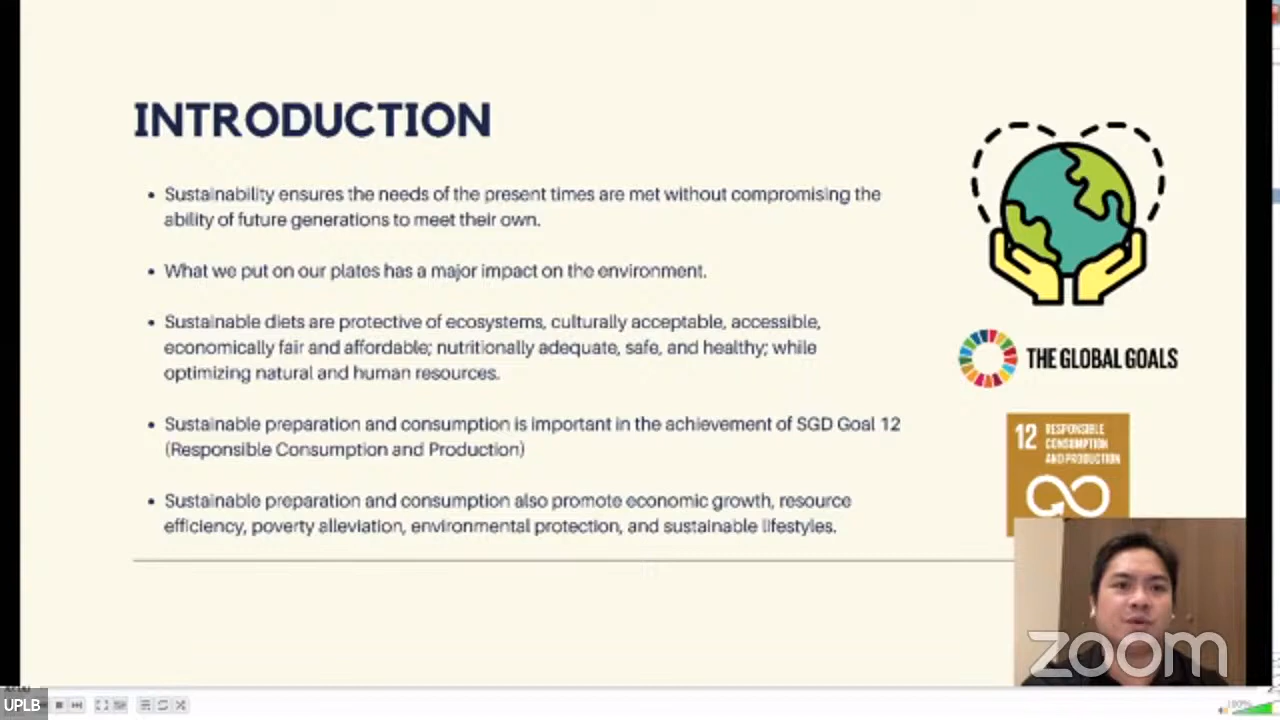 INTRODUCTION
• Sustainability ensures the needs of the present times are met without compromising the
ability of future generations to meet their own.
• What we put on our plates has a major impact on the environment.
• Sustainable diets are protective of ecosystems, culturally acceptable, accessible,
economically fair and affordable; nutritionally adequate, safe, and healthy; while
optimizing natural and human resources.
• Sustainable preparation and consumption is important in the achievement of SGD Goal 12
(Responsible Consumption and Production)
• Sustainable preparation and consumption also promote economic growth, resource
efficiency, poverty alleviation, environmental protection, and sustainable lifestyles.
THE GLOBAL GOALS
12 RESPONSIBLE
CONSUMPTION
AND PRODUCTION
zoom
UPLB
100%